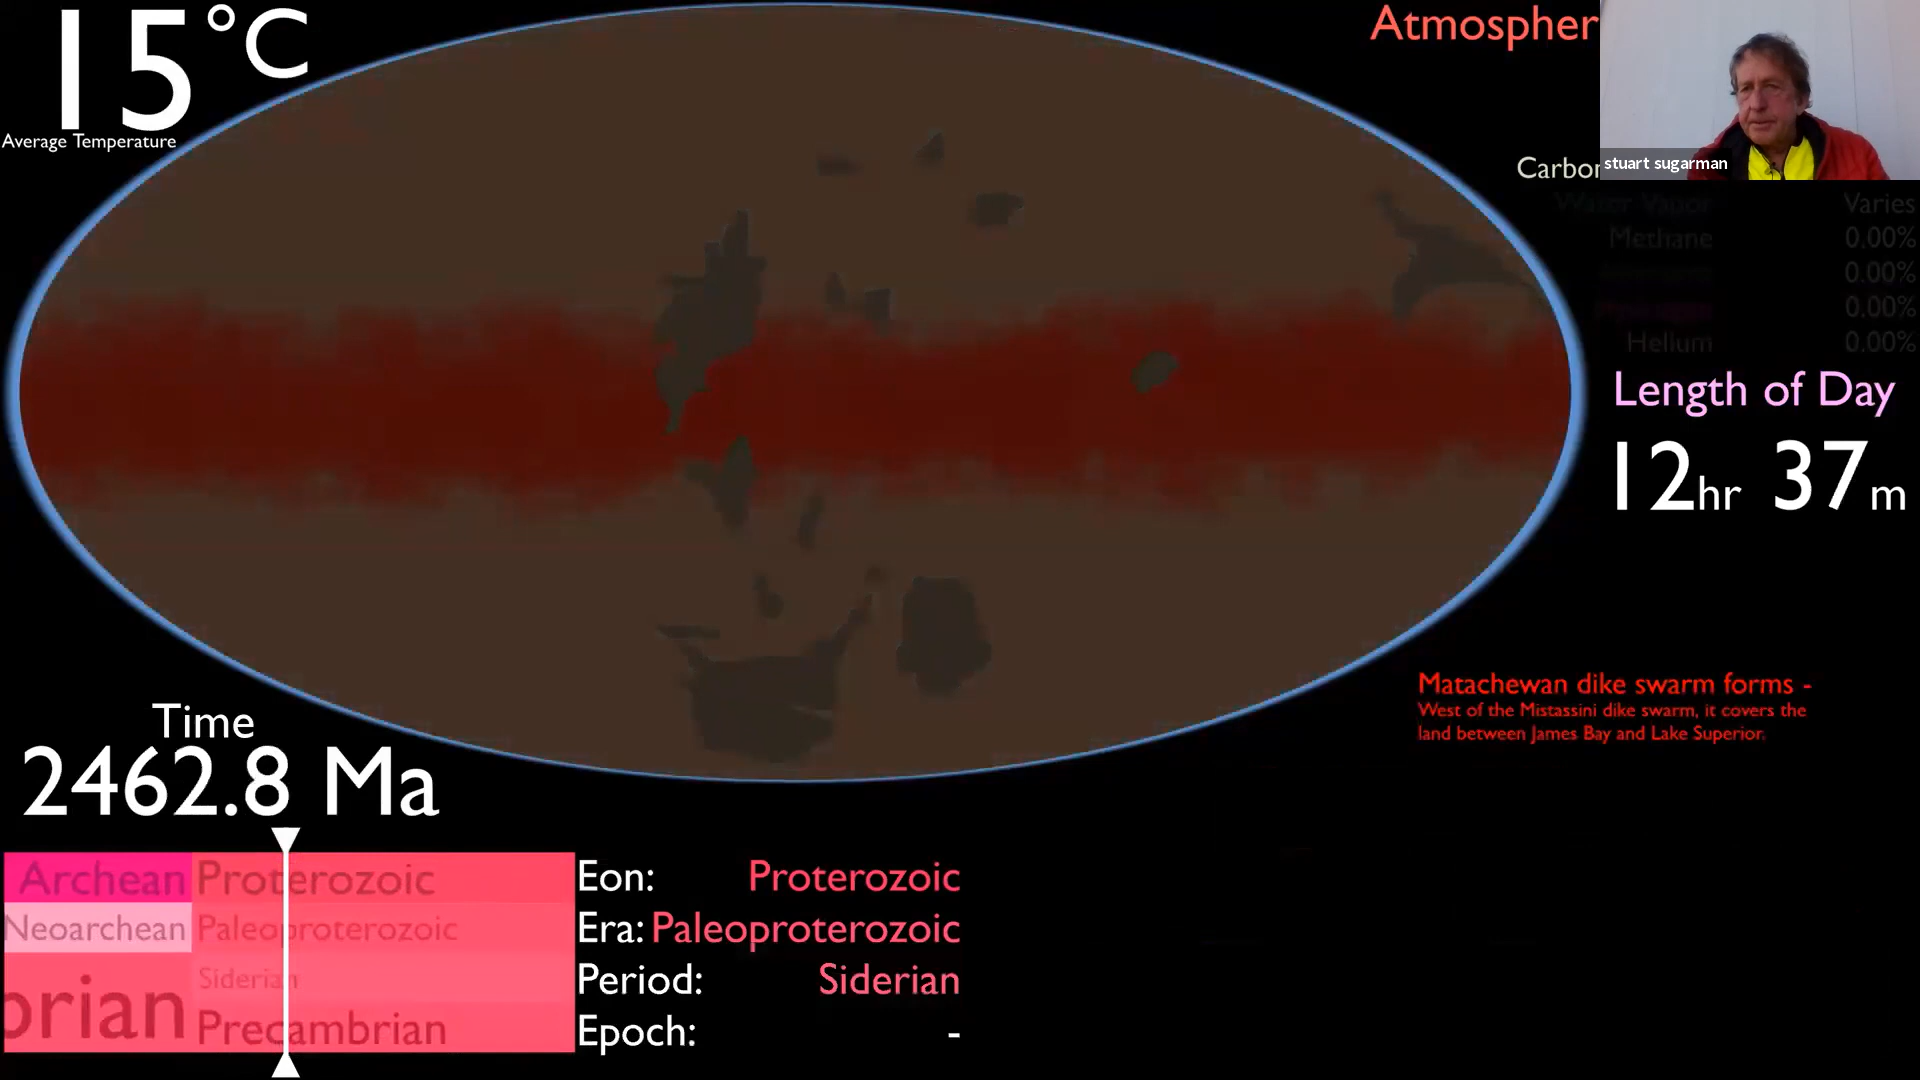 15°C
Average Temperature
Atmospher
stuart sugarman
Carbon
Water Vapor Varies
Methane 0.00%
0.00%
0.00%
Helium 0.00%
Length of Day
12hr 37m
Matachewan dike swarm forms -
West of the Mistassini dike swarm, it covers the
land between James Bay and Lake Superior.
Time
2462.8 Ma
Archean Proterozoic
Neoarchean Paleoproterozoic
Siderian
brian Precambrian
Eon: Proterozoic
Era: Paleoproterozoic
Period: Siderian
Epoch: -